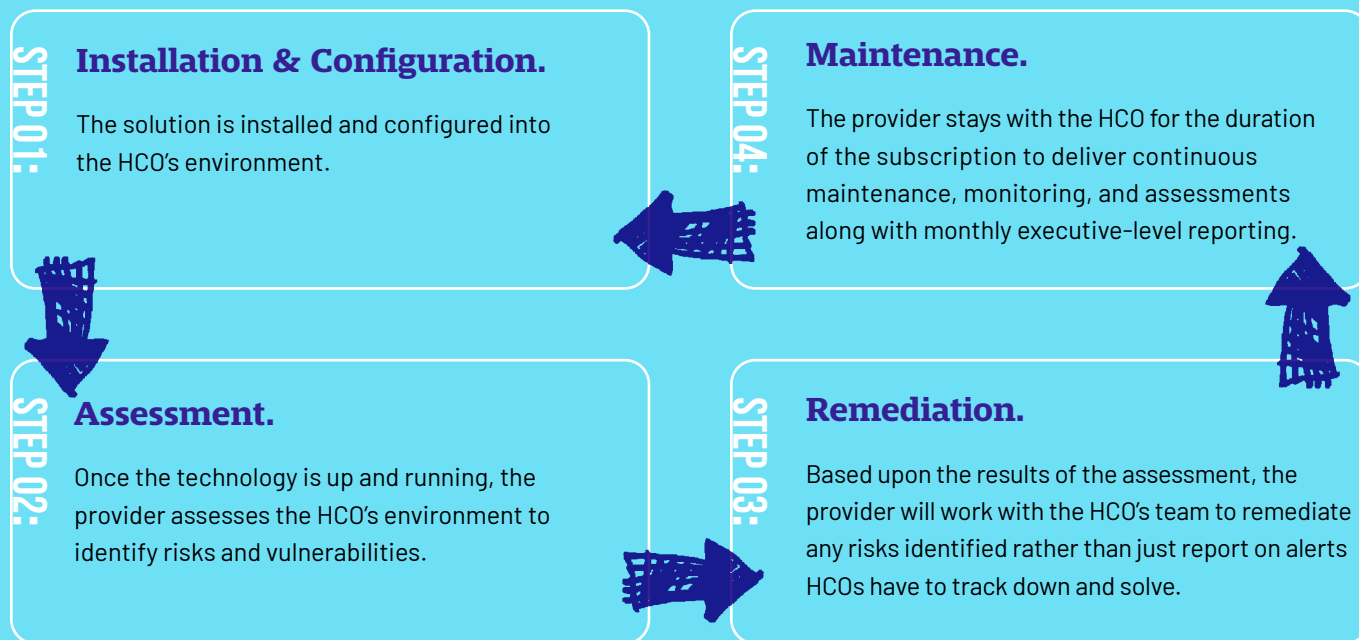 STEP 01:
Installation & Configuration.
The solution is installed and configured into
the HCO's environment.
STEP 02:
Assessment.
Once the technology is up and running, the
provider assesses the HCO's environment to
identify risks and vulnerabilities.
STEP 03:
Remediation.
Based upon the results of the assessment, the
provider will work with the HCO's team to remediate
any risks identified rather than just report on alerts
HCOs have to track down and solve.
STEP 04:
Maintenance.
The provider stays with the HCO for the duration
of the subscription to deliver continuous
maintenance, monitoring, and assessments
along with monthly executive-level reporting.